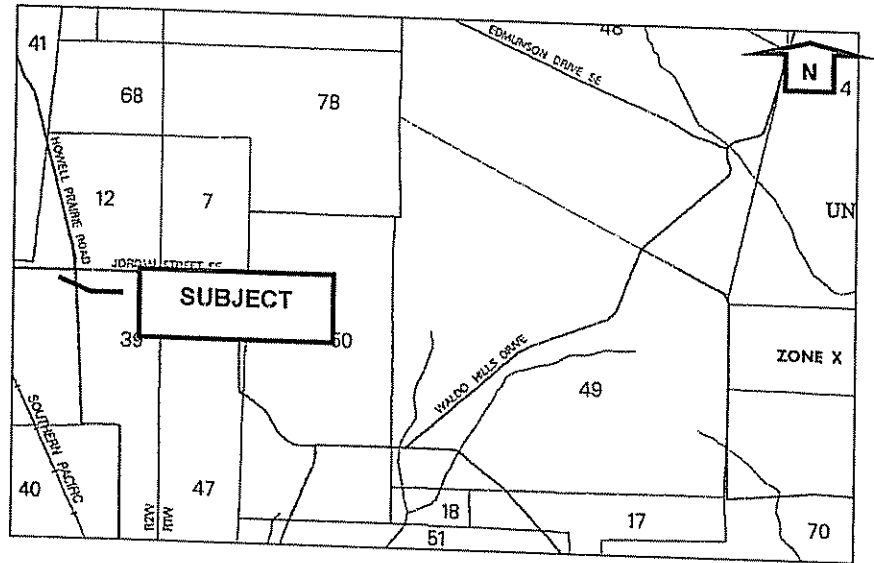 41
48
EDMUNSON DRIVE SE
N
4
68
78
HOWELL PRAIRIE ROAD
12
7
UN
JORDAN STREET SE
SUBJECT
39
50
ZONE X
WALDO HILLS DRIVE
49
SOUTHERN PACIFIC
40
47
R2W
R1W
18
17
51
70